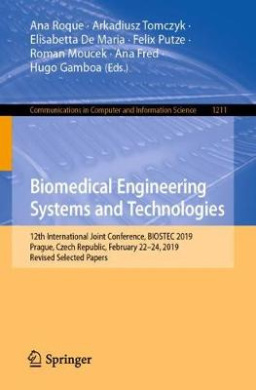 Ana Roque · Arkadiusz Tomczyk
Elisabetta De Maria · Felix Putze
Roman Moucek · Ana Fred
Hugo Gamboa (Eds.)
Communications in Computer and Information Science 1211
Biomedical Engineering
Systems and Technologies
12th International Joint Conference, BIOSTEC 2019
Prague, Czech Republic, February 22–24, 2019
Revised Selected Papers
Springer